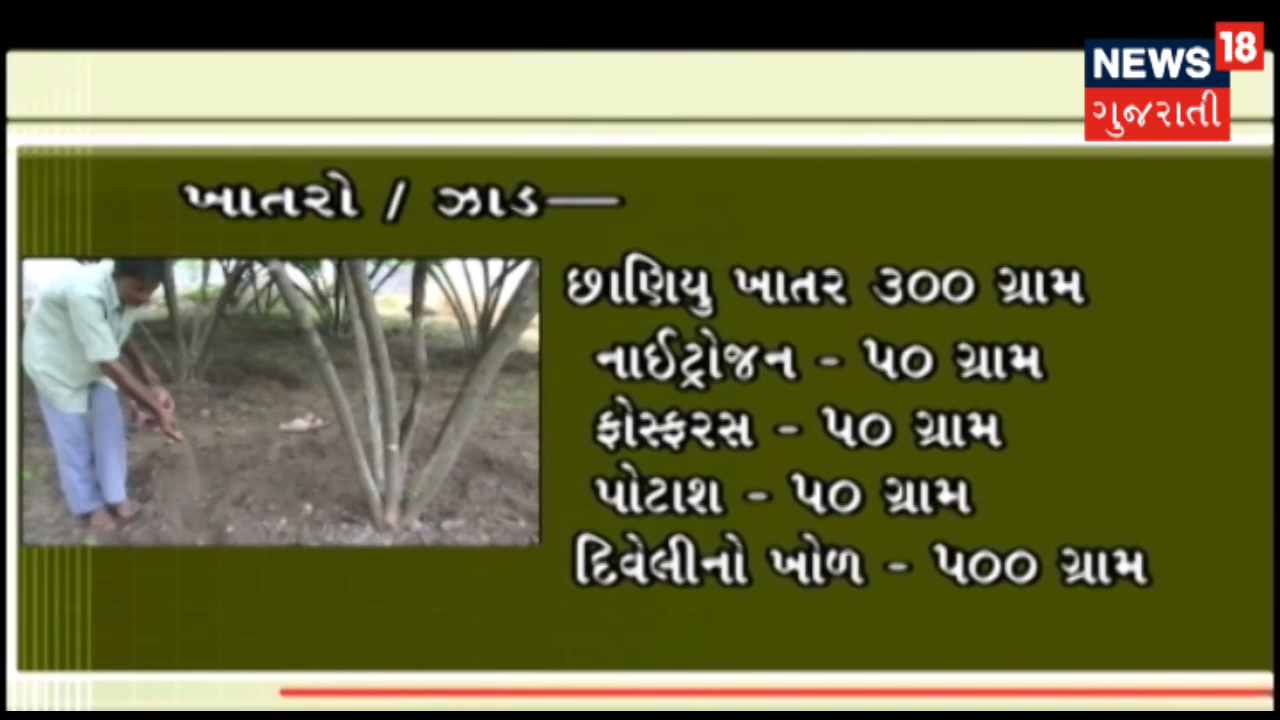 NEWS 18
ગુજરાતી
ખાતરો / ઝાડ—
છાણિયુ ખાતર ૩૦૦ ગ્રામ
નાઈટ્રોજન - ૫૦ ગ્રામ
ફોસ્ફરસ - ૫૦ ગ્રામ
પોટાશ - ૫૦ ગ્રામ
દિવેલીનો ખોળ - ૫૦૦ ગ્રામ